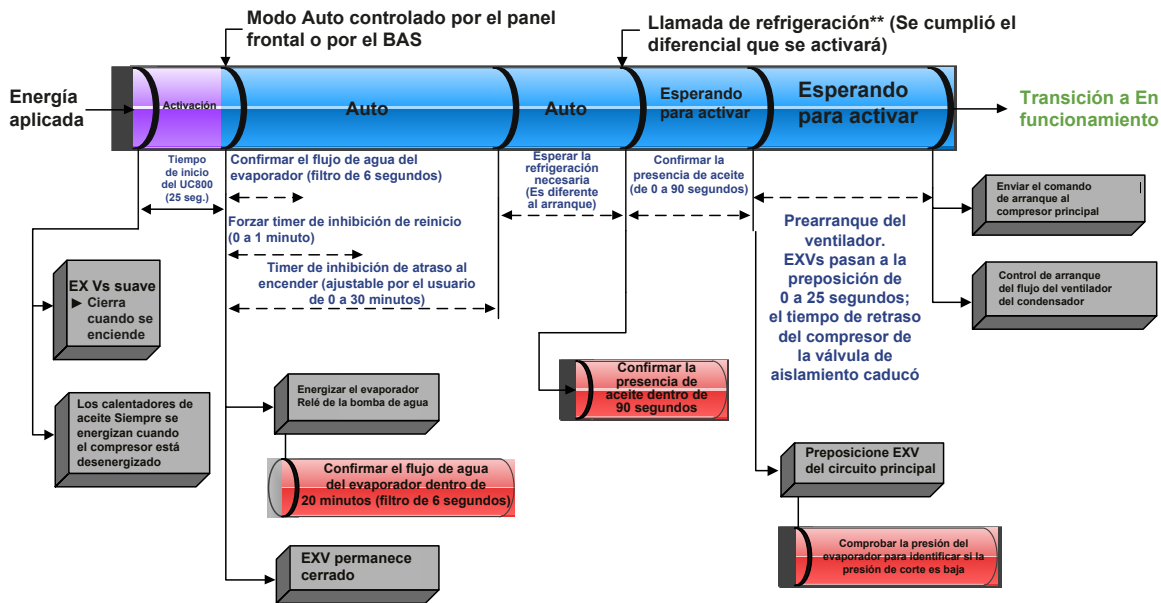 Modo Auto controlado por el panel
frontal o por el BAS
Llamada de refrigeración** (Se cumplió el
diferencial que se activará)
Energía
aplicada
Activación
Auto
Auto
Esperando
para activar
Esperando
para activar
Transición a En
funcionamiento
Tiempo
de inicio
del UC800
(25 seg.)
Confirmar el flujo de agua del
evaporador (filtro de 6 segundos)
Forzar timer de inhibición de reinicio
(0 a 1 minuto)
Timer de inhibición de atraso al
encender (ajustable por el usuario
de 0 a 30 minutos)
Esperar la
refrigeración
necesaria
(Es diferente
al arranque)
Confirmar la
presencia de aceite
(de 0 a 90 segundos)
Prearranque del
ventilador.
EXVs pasan a la
preposición de
0 a 25 segundos;
el tiempo de retraso
del compresor de
la válvula de
aislamiento caducó
Enviar el comando
de arranque al
compresor principal
Control de arranque
del flujo del ventilador
del condensador
EX Vs suave
► Cierra
cuando se
enciende
Los calentadores de
aceite Siempre se
energizan cuando
el compresor está
desenergizado
Energizar el evaporador
Relé de la bomba de agua
Confirmar el flujo de agua
del evaporador dentro de
20 minutos (filtro de 6 segundos)
EXV permanece
cerrado
Confirmar la
presencia de
aceite dentro de
90 segundos
Preposicione EXV
del circuito principal
Comprobar la presión del
evaporador para identificar si la
presión de corte es baja